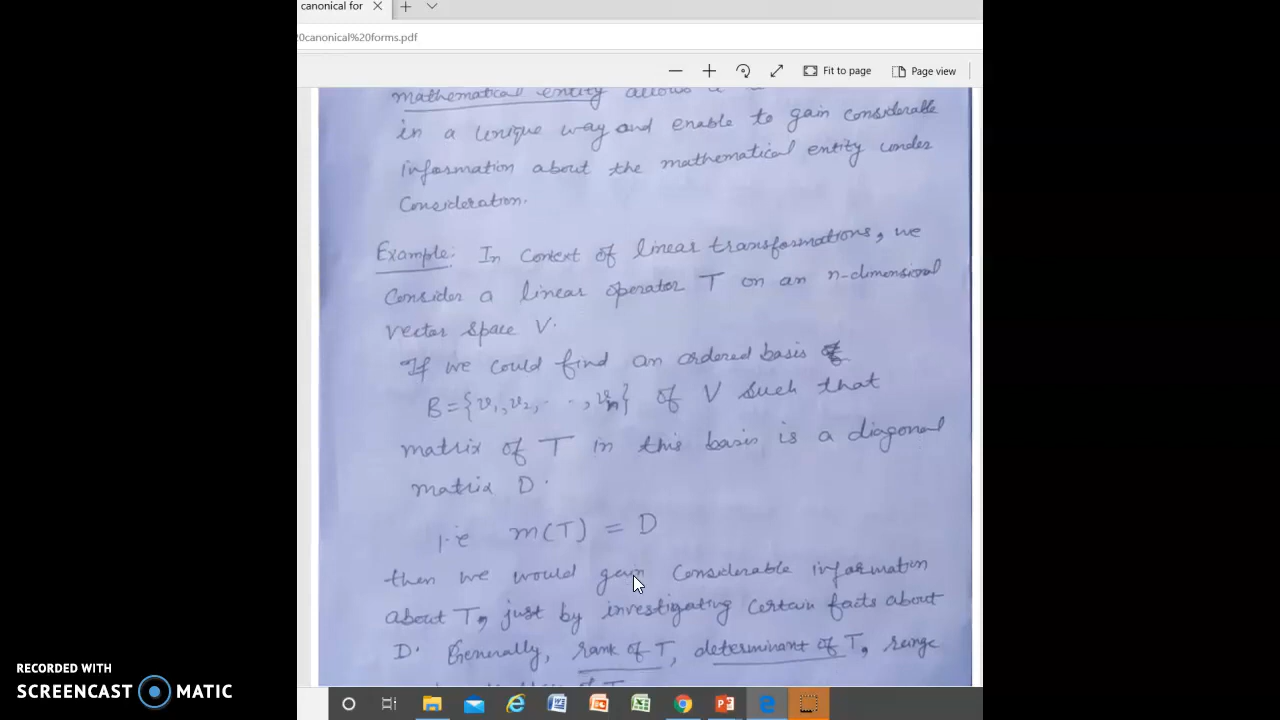 canonical for
0canonical%20forms.pdf
Fit to page
Page view
mathematical entity allows
in a unique way and enable to gain considerable
information about the mathematical entity under
Consideration.
Example: In Context of linear transformations, we
Consider a linear operator T on an n-dimensional
vector space V.
If we could find an ordered basis
B={v1,v2,. . .,vn} of V such that
matrix of T in this basis is a diagonal
matrix D.
i.e m(T) = D
then we would gain Considerable information
about T, just by investigating certain facts about
D. Generally, rank of T, determinant of T, range
RECORDED WITH
SCREENCAST MATIC